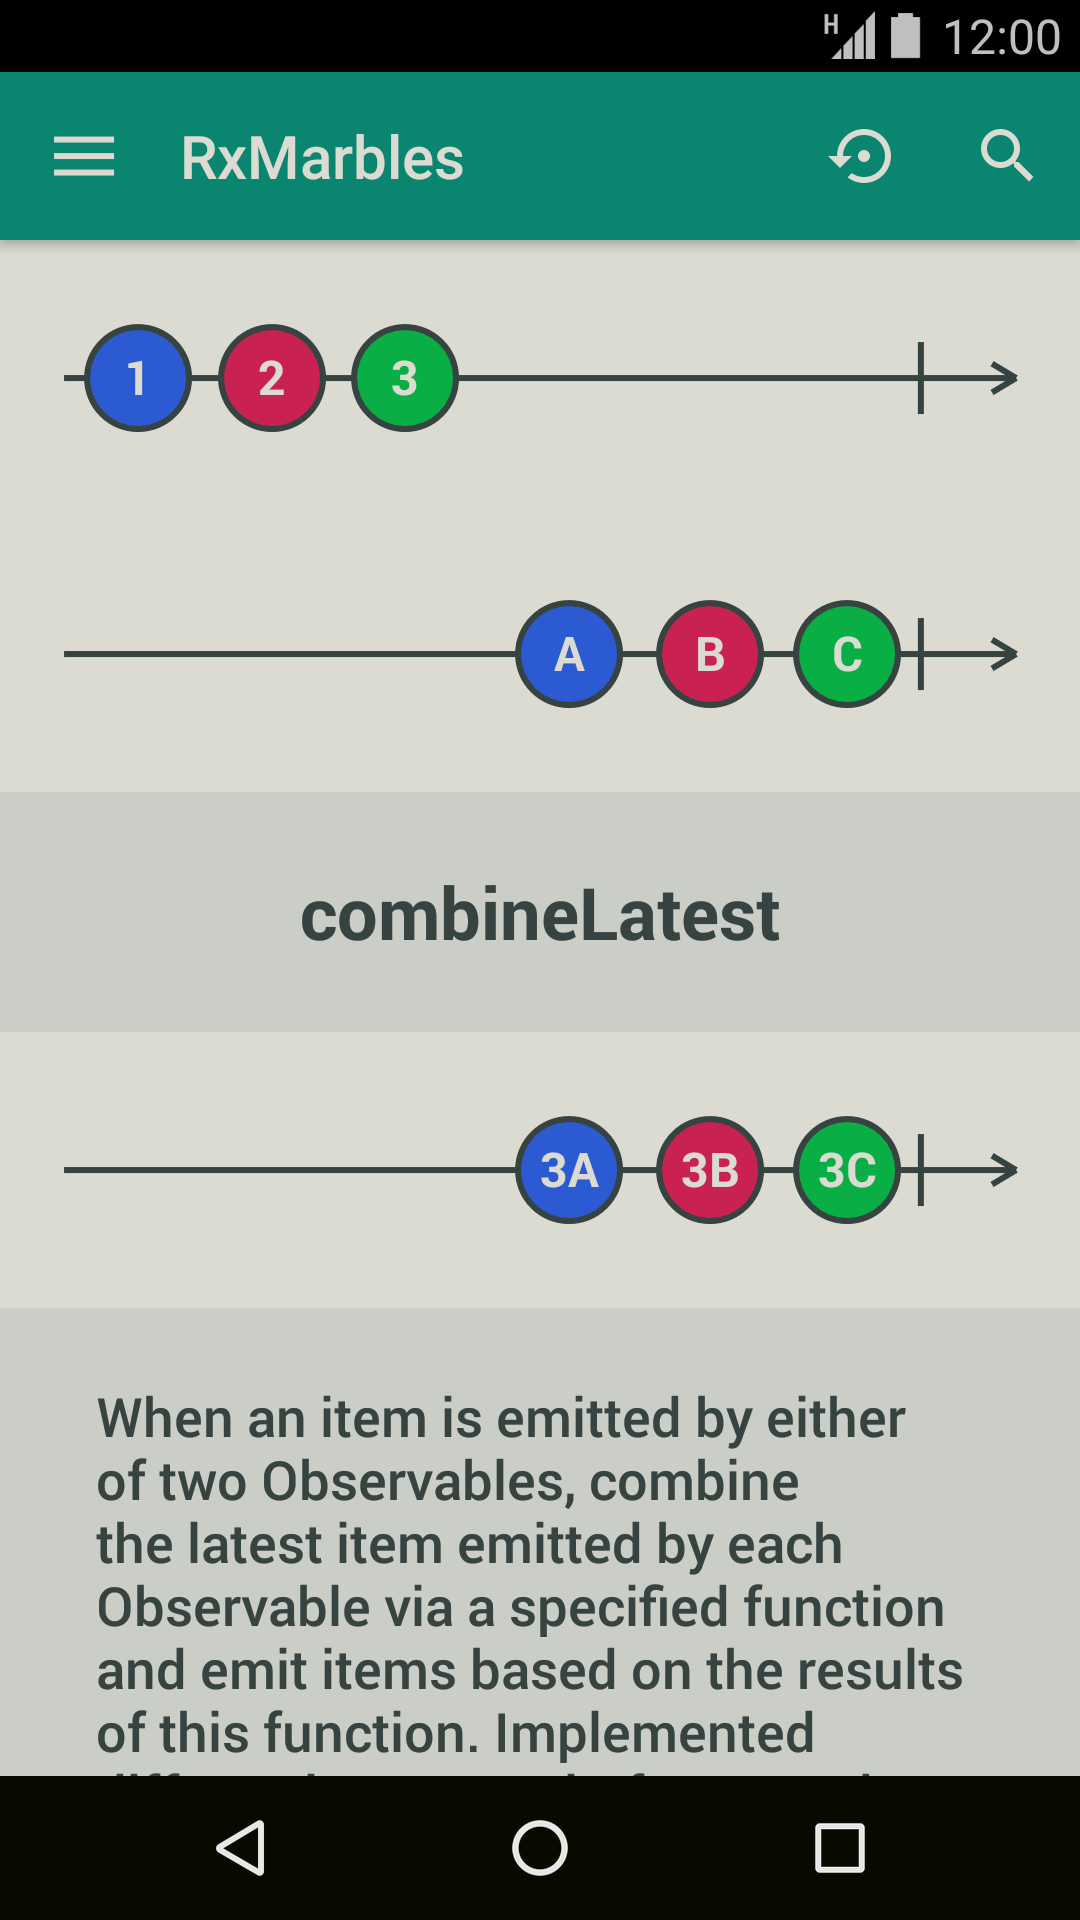 H 12:00
RxMarbles
1 2 3
A B C
combineLatest
3A 3B 3C
When an item is emitted by either
of two Observables, combine
the latest item emitted by each
Observable via a specified function
and emit items based on the results
of this function. Implemented